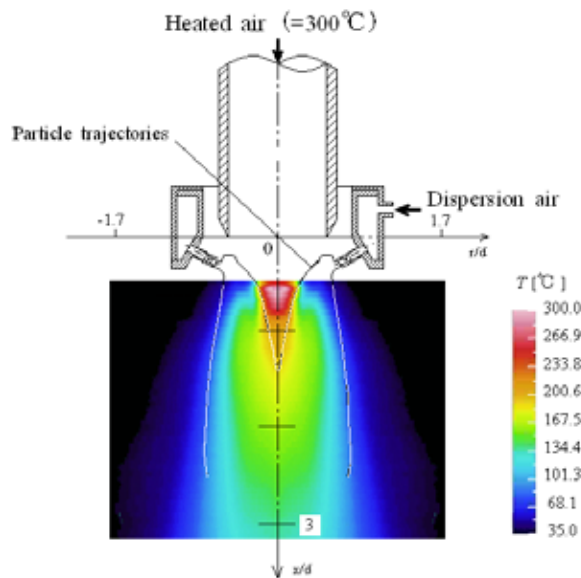 Heated air (=300℃)
Particle trajectories
Dispersion air
-1.7
0
1.7
r/d
T [℃]
300.0
266.9
233.8
200.6
167.5
134.4
101.3
68.1
35.0
3
z/d